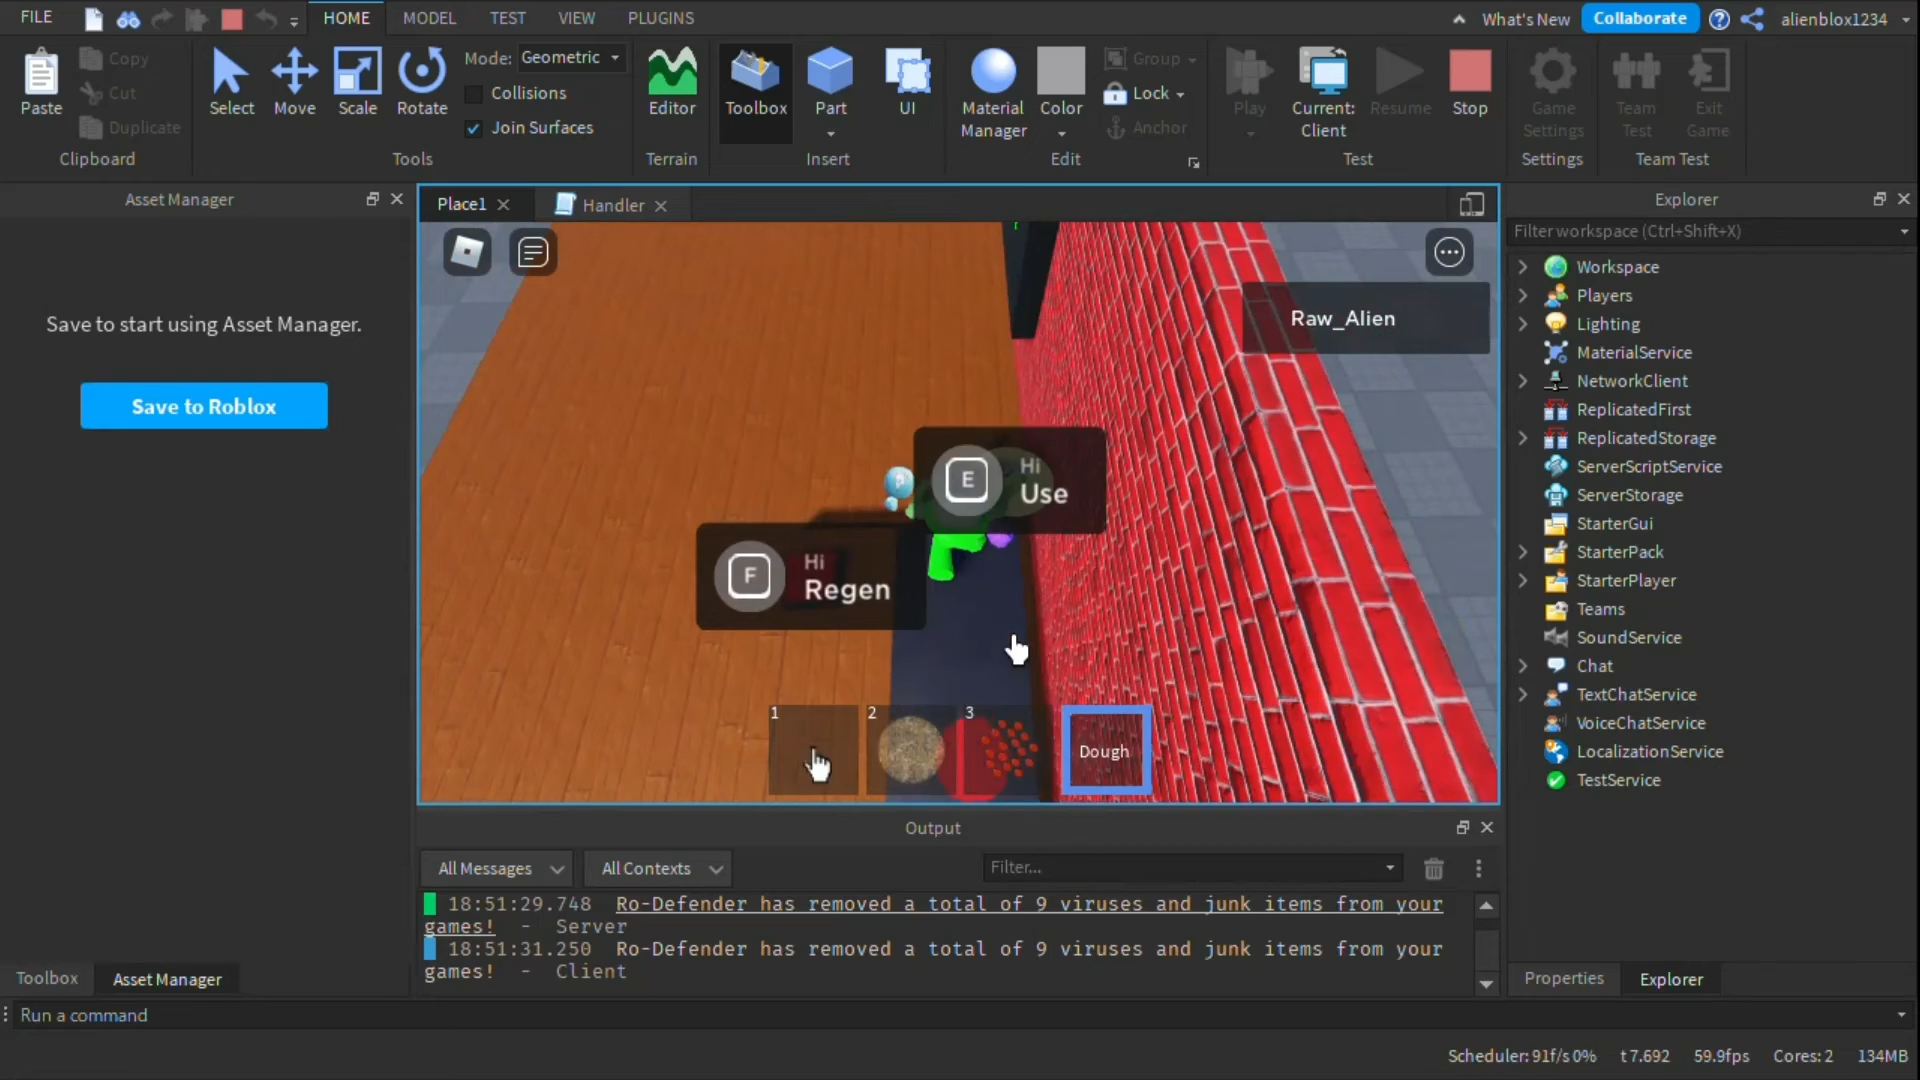 FILE
HOME
MODEL
TEST
VIEW
PLUGINS
What's New
Collaborate
alienblox1234
Paste
Copy
Cut
Duplicate
Clipboard
Select
Move
Scale
Rotate
Mode: Geometric
Collisions
Join Surfaces
Tools
Editor
Terrain
Toolbox
Part
UI
Insert
Material
Manager
Color
Group
Lock
Anchor
Edit
Play
Current:
Client
Resume
Stop
Test
Game
Settings
Settings
Team
Test
Exit
Game
Team Test
Asset Manager
Save to start using Asset Manager.
Save to Roblox
Toolbox
Asset Manager
Place1
Handler
Raw_Alien
E
Hi
Use
F
Hi
Regen
1
2
3
Dough
Output
All Messages
All Contexts
Filter...
18:51:29.748 Ro-Defender has removed a total of 9 viruses and junk items from your
games! - Server
18:51:31.250 Ro-Defender has removed a total of 9 viruses and junk items from your
games! - Client
Explorer
Filter workspace (Ctrl+Shift+X)
Workspace
Players
Lighting
MaterialService
NetworkClient
ReplicatedFirst
ReplicatedStorage
ServerScriptService
ServerStorage
StarterGui
StarterPack
StarterPlayer
Teams
SoundService
Chat
TextChatService
VoiceChatService
LocalizationService
TestService
Properties
Explorer
Run a command
Scheduler: 91f/s 0%
t 7.692
59.9fps
Cores: 2
134MB